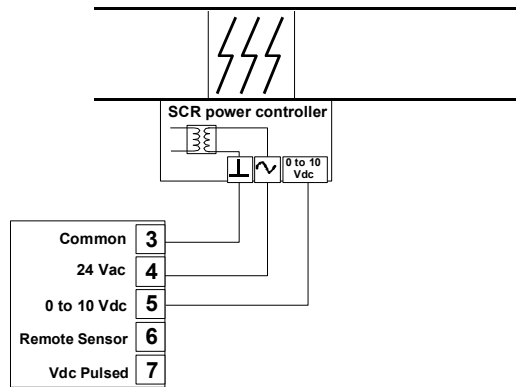 SCR power controller
0 to 10
Vdc
Common 3
24 Vac 4
0 to 10 Vdc 5
Remote Sensor 6
Vdc Pulsed 7